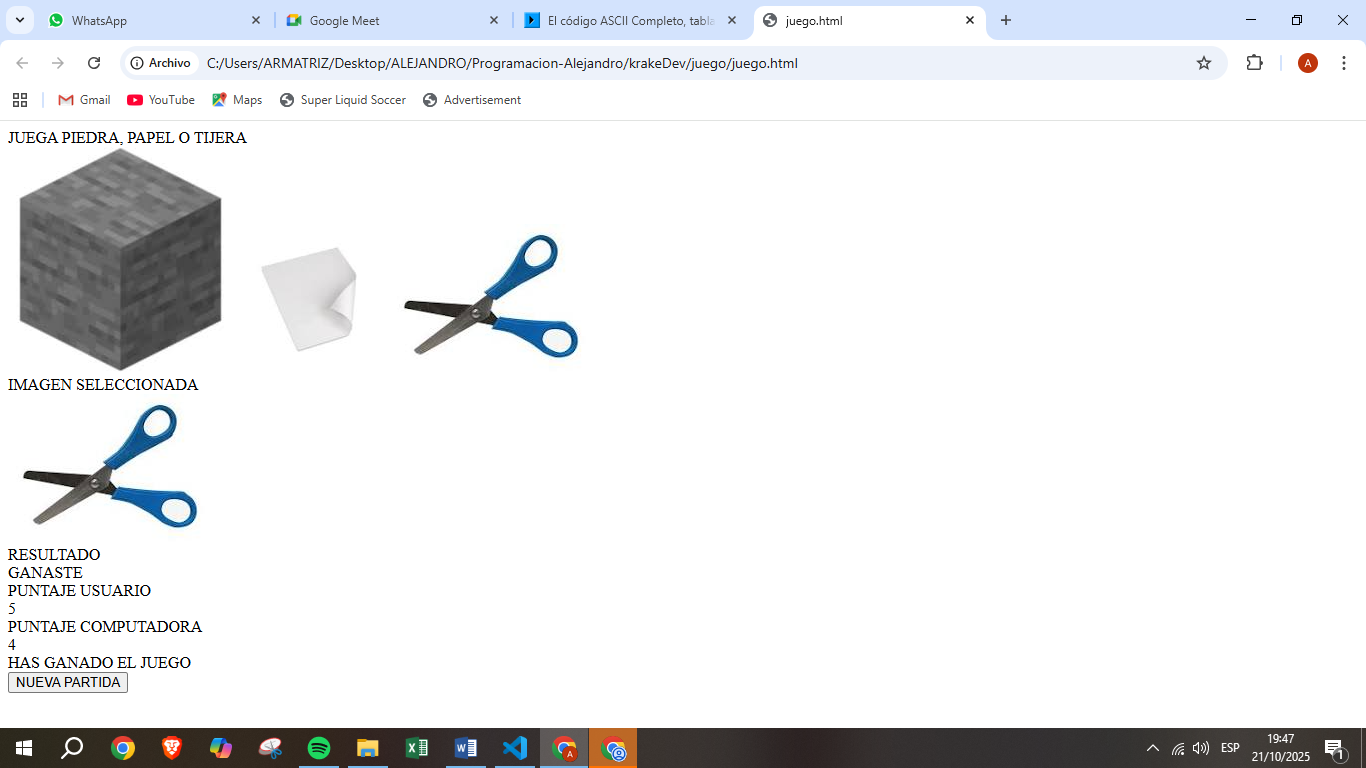 WhatsApp
Google Meet
El código ASCII Completo, tabla
juego.html
Archivo
C:/Users/ARMATRIZ/Desktop/ALEJANDRO/Programacion-Alejandro/krakeDev/juego/juego.html
A
Gmail
YouTube
Maps
Super Liquid Soccer
Advertisement
JUEGA PIEDRA, PAPEL O TIJERA
IMAGEN SELECCIONADA
RESULTADO
GANASTE
PUNTAJE USUARIO
5
PUNTAJE COMPUTADORA
4
HAS GANADO EL JUEGO
NUEVA PARTIDA
A
ESP
19:47
21/10/2025
1